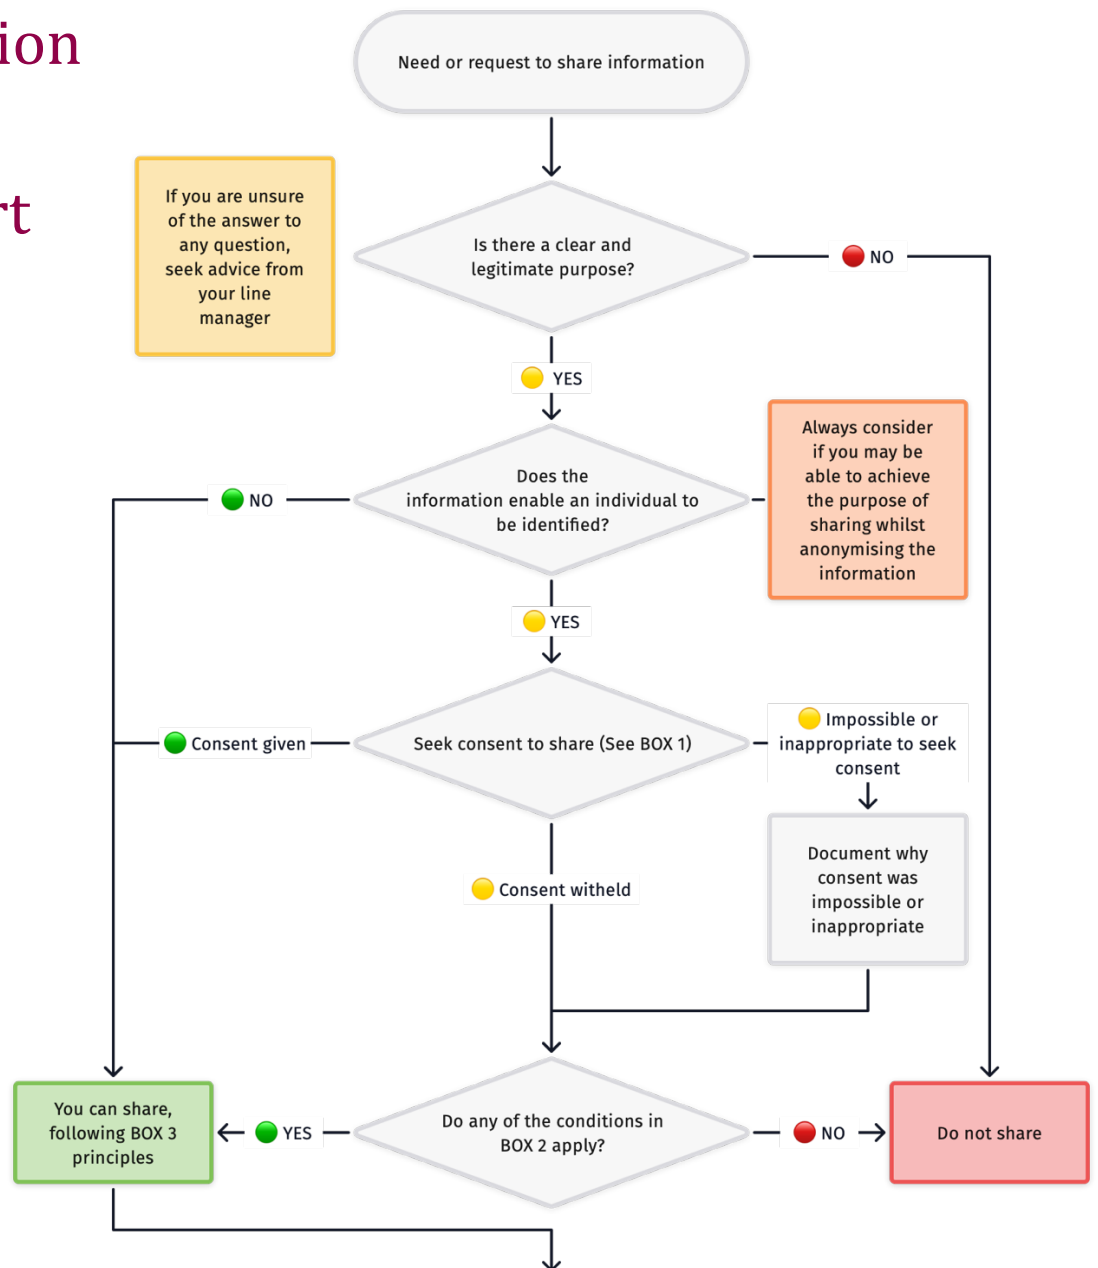 ion
rt
Need or request to share information
If you are unsure
of the answer to
any question,
seek advice from
your line
manager
Is there a clear and
legitimate purpose?
NO
YES
Always consider
if you may be
able to achieve
the purpose of
sharing whilst
anonymising the
information
Does the
information enable an individual to
be identified?
NO
YES
Consent given
Seek consent to share (See BOX 1)
Impossible or
inappropriate to seek
consent
Document why
consent was
impossible or
inappropriate
Consent witheld
You can share,
following BOX 3
principles
YES
Do any of the conditions in
BOX 2 apply?
NO
Do not share